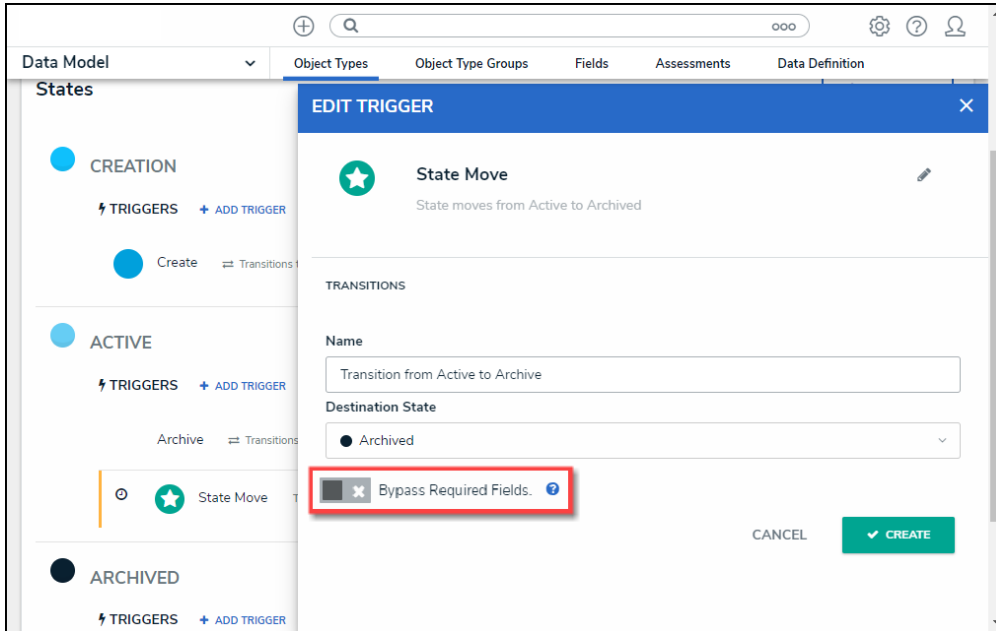 Data Model
Object Types
Object Type Groups
Fields
Assessments
Data Definition
States
CREATION
TRIGGERS + ADD TRIGGER
Create Transitions
ACTIVE
TRIGGERS + ADD TRIGGER
Archive Transitions
State Move
ARCHIVED
TRIGGERS + ADD TRIGGER
EDIT TRIGGER
State Move
State moves from Active to Archived
TRANSITIONS
Name
Transition from Active to Archive
Destination State
Archived
Bypass Required Fields.
CANCEL
CREATE